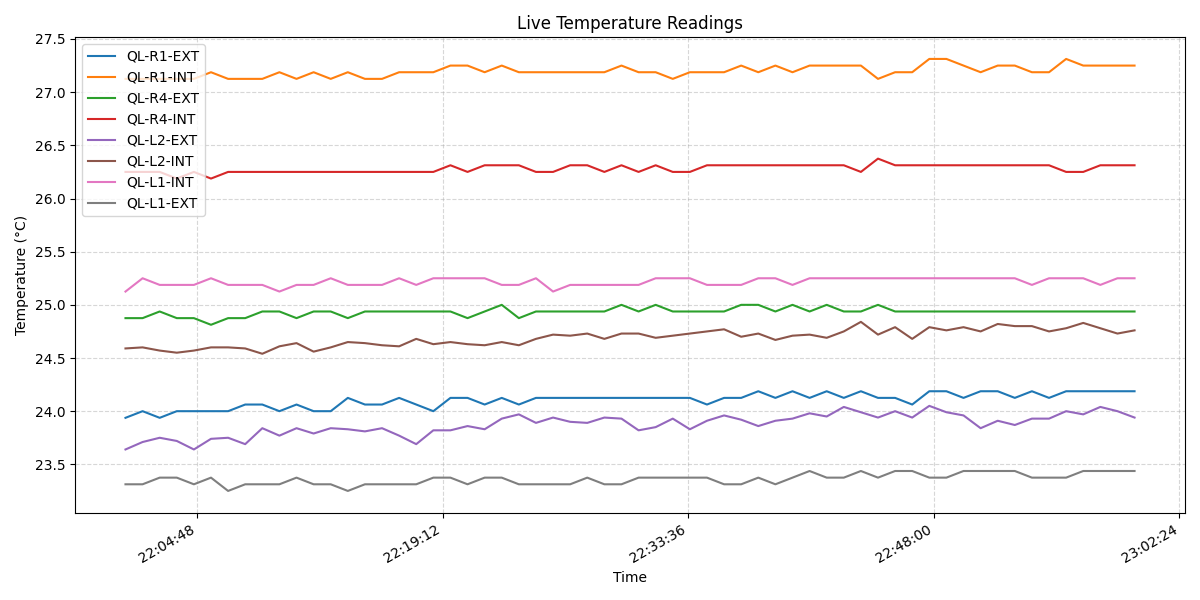 Live Temperature Readings
27.5
27.0
26.5
26.0
25.5
25.0
24.5
24.0
23.5
Temperature (°C)
QL-R1-EXT
QL-R1-INT
QL-R4-EXT
QL-R4-INT
QL-L2-EXT
QL-L2-INT
QL-L1-INT
QL-L1-EXT
22:04:48
22:19:12
22:33:36
22:48:00
23:02:24
Time